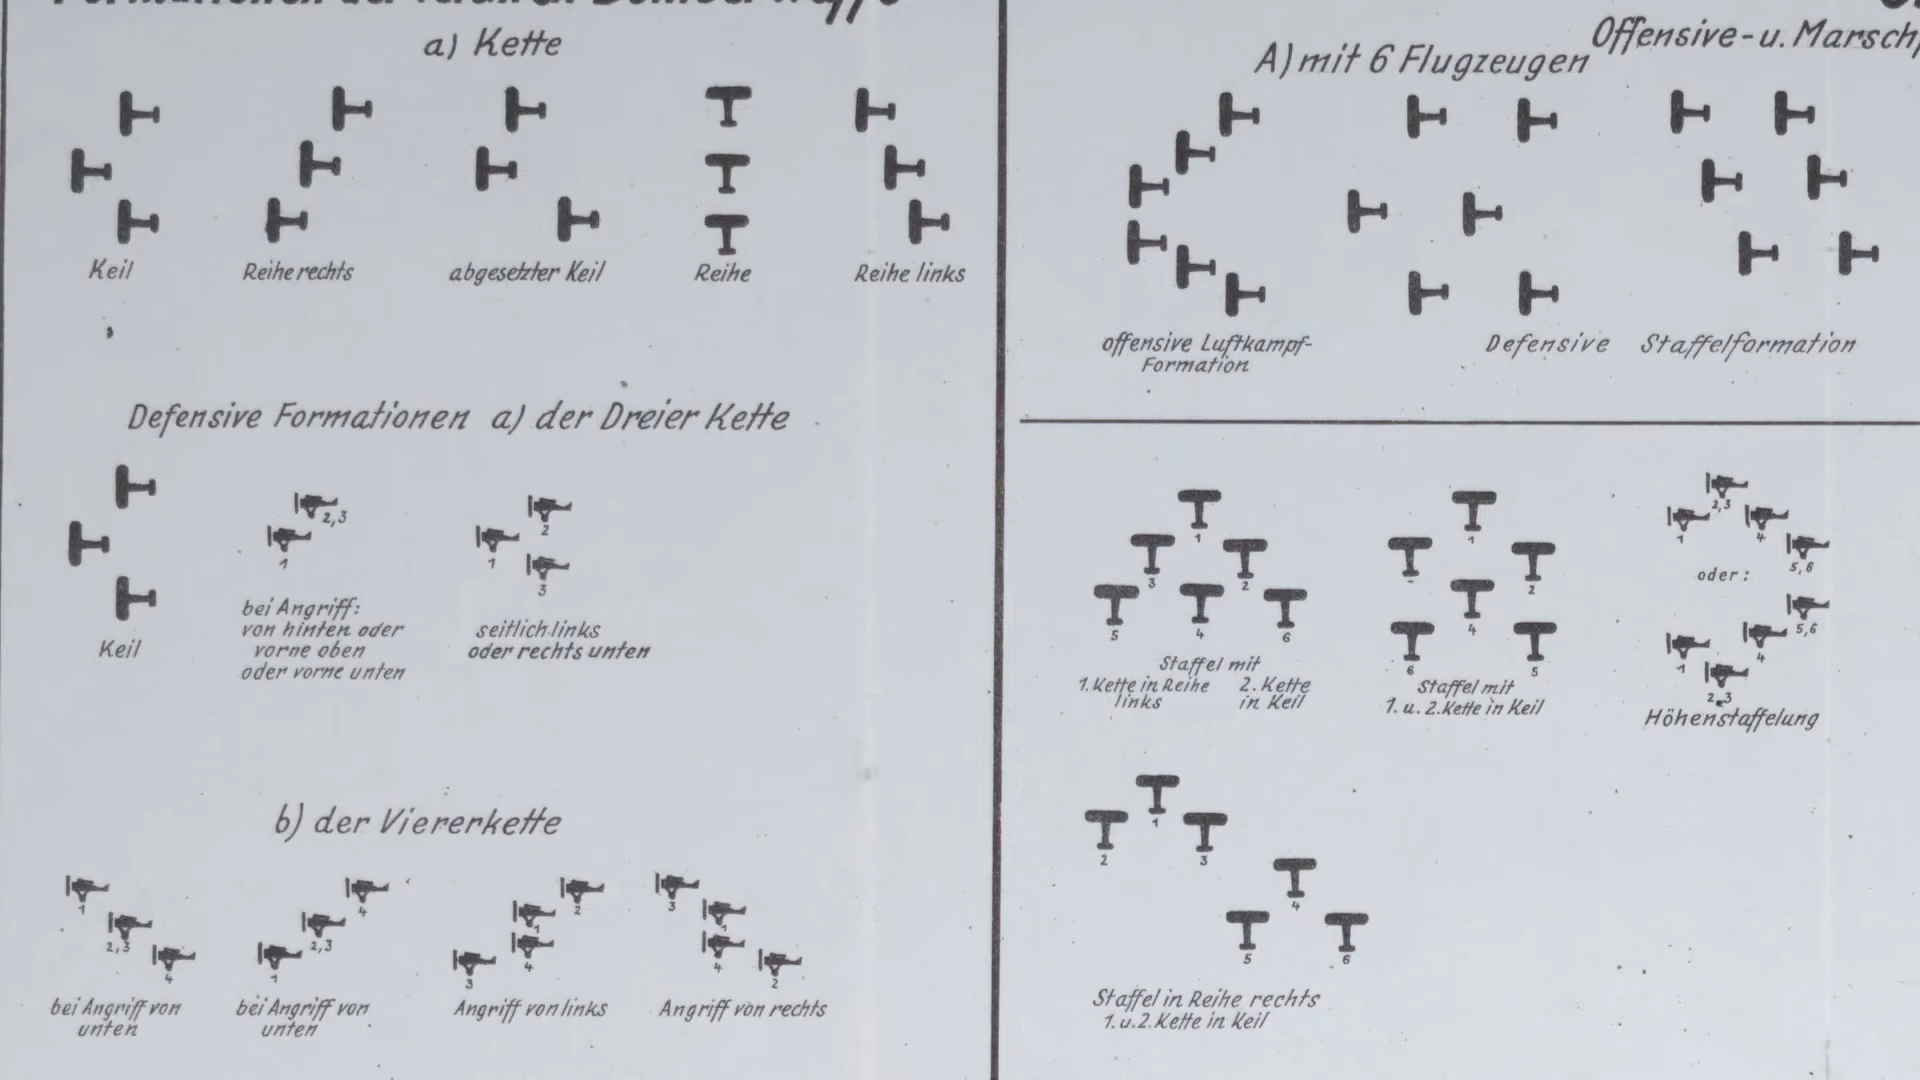 Formationen der
a) Kette
Keil
Reihe rechts
abgesetzter Keil
Reihe
Reihe links
Defensive Formationen a) der Dreier Kette
2,3
1
2
1
3
Keil
bei Angriff:
von hinten oder
vorne oben
oder vorne unten
seitlich links
oder rechts unten
b) der Viererkette
1
2,3
4
4
2,3
1
2
1
4
3
3
1
4
2
bei Angriff von
unten
bei Angriff von
unten
Angriff von links
Angriff von rechts
Offensive- u. Marsch
A) mit 6 Flugzeugen
offensive Luftkampf-
Formation
Defensive
Staffelformation
1
3
2
5
4
6
Staffel mit
1. Kette in Reihe
links
2. Kette
in Keil
1
2
4
6
5
Staffel mit
1. u. 2. Kette in Keil
2,3
1
4
5,6
oder:
5,6
4
1
2,3
Höhenstaffelung
1
2
3
4
5
6
Staffel in Reihe rechts
1. u. 2. Kette in Keil